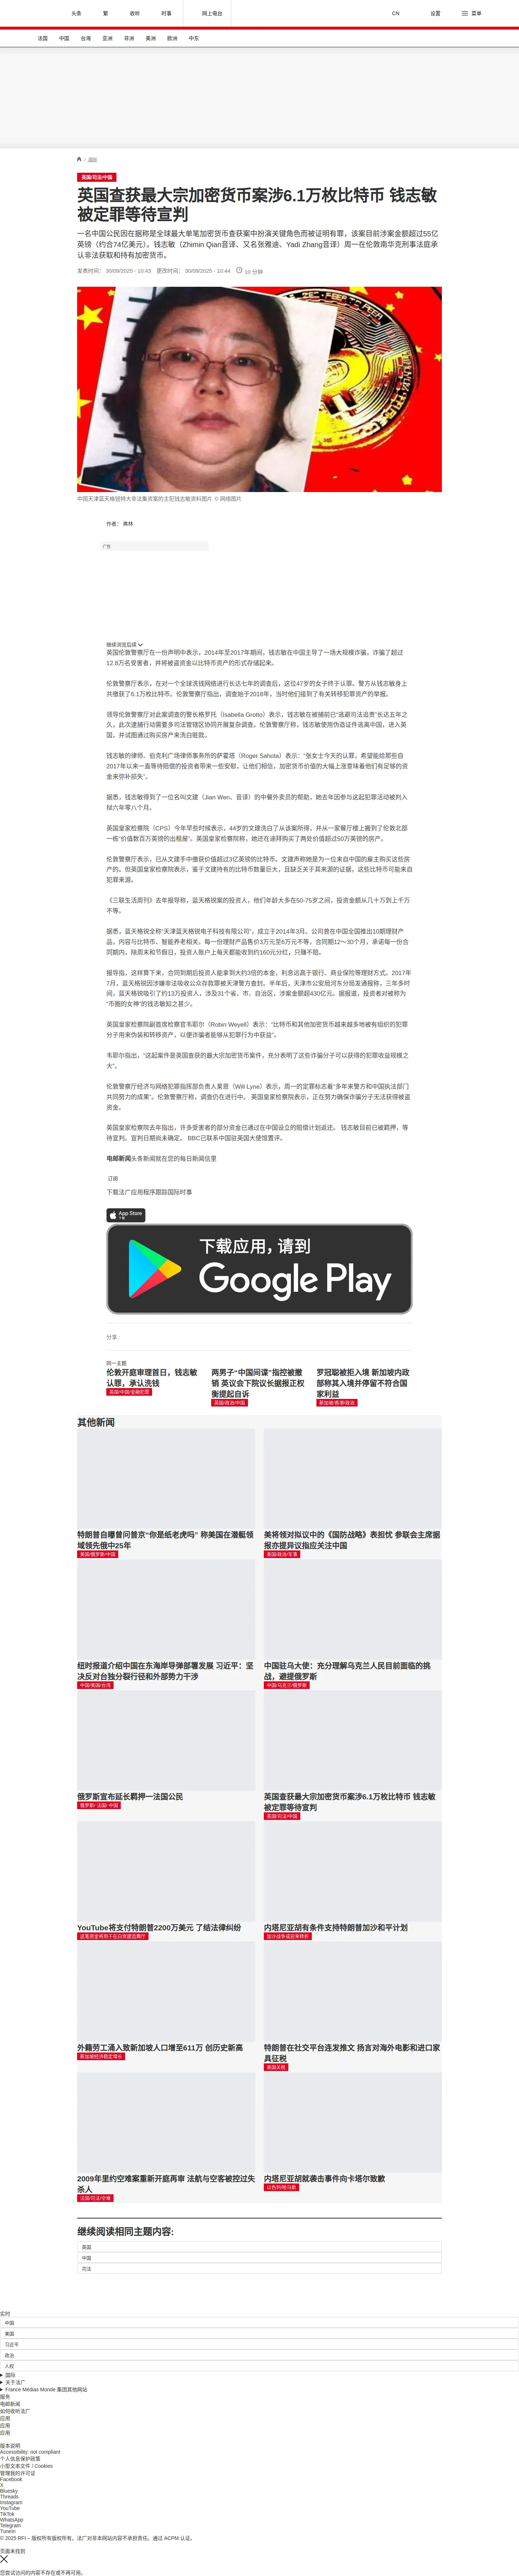 头条
繁
收听
时事
网上电台
CN
设置
菜单
法国
中国
台海
亚洲
非洲
美洲
欧洲
中东
/ 国际
英国/司法/中国
英国查获最大宗加密货币案涉6.1万枚比特币 钱志敏
被定罪等待宣判
一名中国公民因在据称是全球最大单笔加密货币查获案中扮演关键角色而被证明有罪，该案目前涉案金额超过55亿
英镑（约合74亿美元）。钱志敏（Zhimin Qian音译、又名张雅迪、Yadi Zhang音译）周一在伦敦南华克刑事法庭承
认非法获取和持有加密货币。
发表时间： 30/09/2025 - 10:43 更改时间： 30/09/2025 - 10:44 10 分钟
中国天津蓝天格锐特大非法集资案的主犯钱志敏资料图片 © 网络图片
作者： 弗林
广告
继续浏览后续
英国伦敦警察厅在一份声明中表示，2014年至2017年期间，钱志敏在中国主导了一场大规模诈骗，诈骗了超过
12.8万名受害者，并将被盗资金以比特币资产的形式存储起来。
伦敦警察厅表示，在对一个全球洗钱网络进行长达七年的调查后，这位47岁的女子终于认罪。警方从钱志敏身上
共缴获了6.1万枚比特币。伦敦警察厅指出，调查始于2018年，当时他们接到了有关转移犯罪资产的举报。
领导伦敦警察厅对此案调查的警长格罗托（Isabella Grotto）表示，钱志敏在被捕前已“逃避司法追责”长达五年之
久。此次逮捕行动需要多司法管辖区协同开展复杂调查。伦敦警察厅称，钱志敏使用伪造证件逃离中国，进入英
国，并试图通过购买房产来洗白赃款。
钱志敏的律师、伯克利广场律师事务所的萨霍塔（Roger Sahota）表示：“张女士今天的认罪，希望能给那些自
2017年以来一直等待赔偿的投资者带来一些安慰，让他们相信，加密货币价值的大幅上涨意味着他们有足够的资
金来弥补损失”。
据悉，钱志敏得到了一位名叫文建（Jian Wen、音译）的中餐外卖员的帮助，她去年因参与这起犯罪活动被判入
狱六年零八个月。
英国皇家检察院（CPS）今年早些时候表示，44岁的文建洗白了从该案所得，并从一家餐厅楼上搬到了伦敦北部
一栋“价值数百万英镑的出租屋”。英国皇家检察院称，她还在迪拜购买了两处价值超过50万英镑的房产。
伦敦警察厅表示，已从文建手中缴获价值超过3亿英镑的比特币。文建声称她是为一位来自中国的雇主购买这些房
产的。但英国皇家检察院表示，鉴于文建持有的比特币数量巨大，且缺乏关于其来源的证据，这些比特币可能来自
犯罪来源。
《三联生活周刊》去年报导称，蓝天格锐案的投资人，他们年龄大多在50-75岁之间，投资金额从几十万到上千万
不等。
据悉，蓝天格锐全称“天津蓝天格锐电子科技有限公司”，成立于2014年3月。公司曾在中国全国推出10期理财产
品，内容与比特币、智能养老相关。每一份理财产品售价3万元至6万元不等，合同期12～30个月，承诺每一份合
同期内，除周末和节假日，投资人账户上每天都能收到约160元分红，只赚不赔。
报导指，这样算下来，合同到期后投资人能拿到大约3倍的本金，利息远高于银行、商业保险等理财方式。2017年
7月，蓝天格锐因涉嫌非法吸收公众存款罪被天津警方查封。半年后，天津市公安局河东分局发通报称，三年多时
间，蓝天格锐吸引了约13万投资人，涉及31个省、市、自治区，涉案金额超430亿元。据报道，投资者对被称为
“币圈的女神”的钱志敏知之甚少。
英国皇家检察院副首席检察官韦耶尔（Robin Weyell）表示：“比特币和其他加密货币越来越多地被有组织的犯罪
分子用来伪装和转移资产，以便诈骗者能够从犯罪行为中获益”。
韦耶尔指出，“这起案件是英国查获的最大宗加密货币案件，充分表明了这些诈骗分子可以获得的犯罪收益规模之
大”。
伦敦警察厅经济与网络犯罪指挥部负责人莱恩（Will Lyne）表示，周一的定罪标志着“多年来警方和中国执法部门
共同努力的成果”。伦敦警察厅称，调查仍在进行中。 英国皇家检察院表示，正在努力确保诈骗分子无法获得被盗
资金。
英国皇家检察院去年指出，许多受害者的部分资金已通过在中国设立的赔偿计划返还。 钱志敏目前已被羁押，等
待宣判。宣判日期尚未确定。 BBC已联系中国驻英国大使馆置评。
电邮新闻头条新闻就在您的每日新闻信里
订阅
下载法广应用程序跟踪国际时事
App Store
下载
下载应用，请到
Google Play
分享 :
同一主题
伦敦开庭审理首日，钱志敏
认罪，承认洗钱
英国/中国/金融犯罪
两男子“中国间谍”指控被撤
销 英议会下院议长据报正权
衡提起自诉
英国/政治/中国
罗冠聪被拒入境 新加坡内政
部称其入境并停留不符合国
家利益
新加坡/香港/政治
其他新闻
特朗普自曝曾问普京“你是纸老虎吗” 称美国在潜艇领
域领先俄中25年
美国/俄罗斯/中国
美将领对拟议中的《国防战略》表担忧 参联会主席据
报亦提异议指应关注中国
美国/政治/军事
纽时报道介绍中国在东海岸导弹部署发展 习近平：坚
决反对台独分裂行径和外部势力干涉
中国/美国/台湾
中国驻乌大使：充分理解乌克兰人民目前面临的挑
战，避提俄罗斯
中国/乌克兰/俄罗斯
俄罗斯宣布延长羁押一法国公民
俄罗斯/ 法国/ 中国
英国查获最大宗加密货币案涉6.1万枚比特币 钱志敏
被定罪等待宣判
英国/司法/中国
YouTube将支付特朗普2200万美元 了结法律纠纷
这笔资金将用于在白宫建造舞厅
内塔尼亚胡有条件支持特朗普加沙和平计划
加沙战争或迎来转折
外籍劳工涌入致新加坡人口增至611万 创历史新高
新加坡经济稳定增长
特朗普在社交平台连发推文 扬言对海外电影和进口家
具征税
美国关税
2009年里约空难案重新开庭再审 法航与空客被控过失
杀人
法国/司法/空难
内塔尼亚胡就袭击事件向卡塔尔致歉
以色列/哈马斯
继续阅读相同主题内容:
英国
中国
司法
实时
中国
美国
习近平
政治
人权
国际
关于法广
France Médias Monde 集团其他网站
服务
电邮新闻
如何收听法广
应用
应用
应用
版本说明
Accessibility: not compliant
个人信息保护政策
小型文本文件 / Cookies
管理我的许可证
Facebook
X
Bluesky
Threads
Instagram
YouTube
TikTok
WhatsApp
Telegram
TuneIn
© 2025 RFI – 版权所有版权所有。法广对非本网站内容不承担责任。通过 ACPM 认证。
页面未找到
您尝试访问的内容不存在或不再可用。